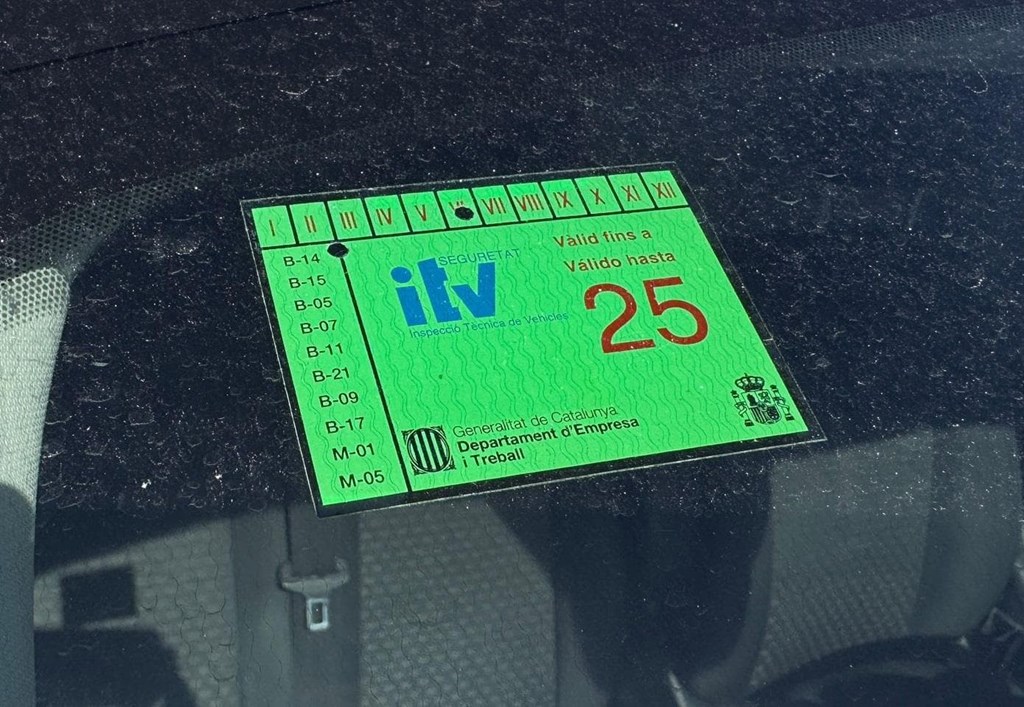 I II III IV V VI VII VIII IX X XI XII
B-14
B-15
B-05
B-07
B-11
B-21
B-09
B-17
M-01
M-05
SEGURETAT
itv
Inspecció Tècnica de Vehicles
Vàlid fins a
Válido hasta
25
Generalitat de Catalunya
Departament d'Empresa
i Treball